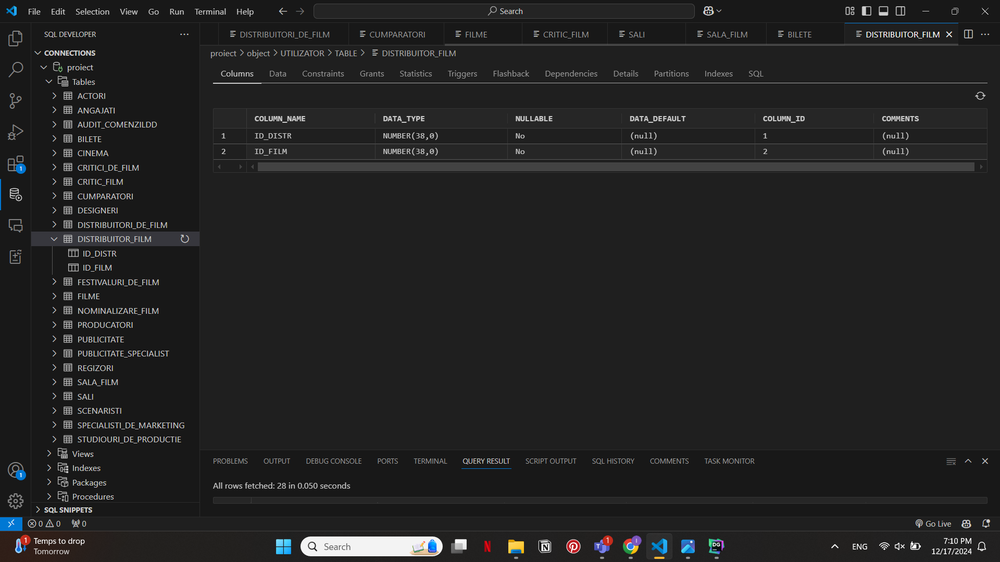 File Edit Selection View Go Run Terminal Help
Search
SQL DEVELOPER
DISTRIBUITORI_DE_FILM CUMPARATORI FILME CRITIC_FILM SALI SALA_FILM BILETE DISTRIBUITOR_FILM
CONNECTIONS
proiect
Tables
ACTORI
ANGAJATI
AUDIT_COMENZILDD
BILETE
CINEMA
CRITICI_DE_FILM
CRITIC_FILM
CUMPARATORI
DESIGNERI
DISTRIBUITORI_DE_FILM
DISTRIBUITOR_FILM
ID_DISTR
ID_FILM
FESTIVALURI_DE_FILM
FILME
NOMINALIZARE_FILM
PRODUCATORI
PUBLICITATE
PUBLICITATE_SPECIALIST
REGIZORI
SALA_FILM
SALI
SCENARISTI
SPECIALISTI_DE_MARKETING
STUDIOURI_DE_PRODUCTIE
Views
Indexes
Packages
Procedures
SQL SNIPPETS
1
1
proiect > object > UTILIZATOR > TABLE > DISTRIBUITOR_FILM
Columns Data Constraints Grants Statistics Triggers Flashback Dependencies Details Partitions Indexes SQL
COLUMN_NAME DATA_TYPE NULLABLE DATA_DEFAULT COLUMN_ID COMMENTS
1 ID_DISTR NUMBER(38,0) No (null) 1 (null)
2 ID_FILM NUMBER(38,0) No (null) 2 (null)
PROBLEMS OUTPUT DEBUG CONSOLE PORTS TERMINAL QUERY RESULT SCRIPT OUTPUT SQL HISTORY COMMENTS TASK MONITOR
All rows fetched: 28 in 0.050 seconds
0 0 0 Go Live
1 Temps to drop
Tomorrow
Search
N
T 1
I
DG
ENG
7:10 PM
12/17/2024